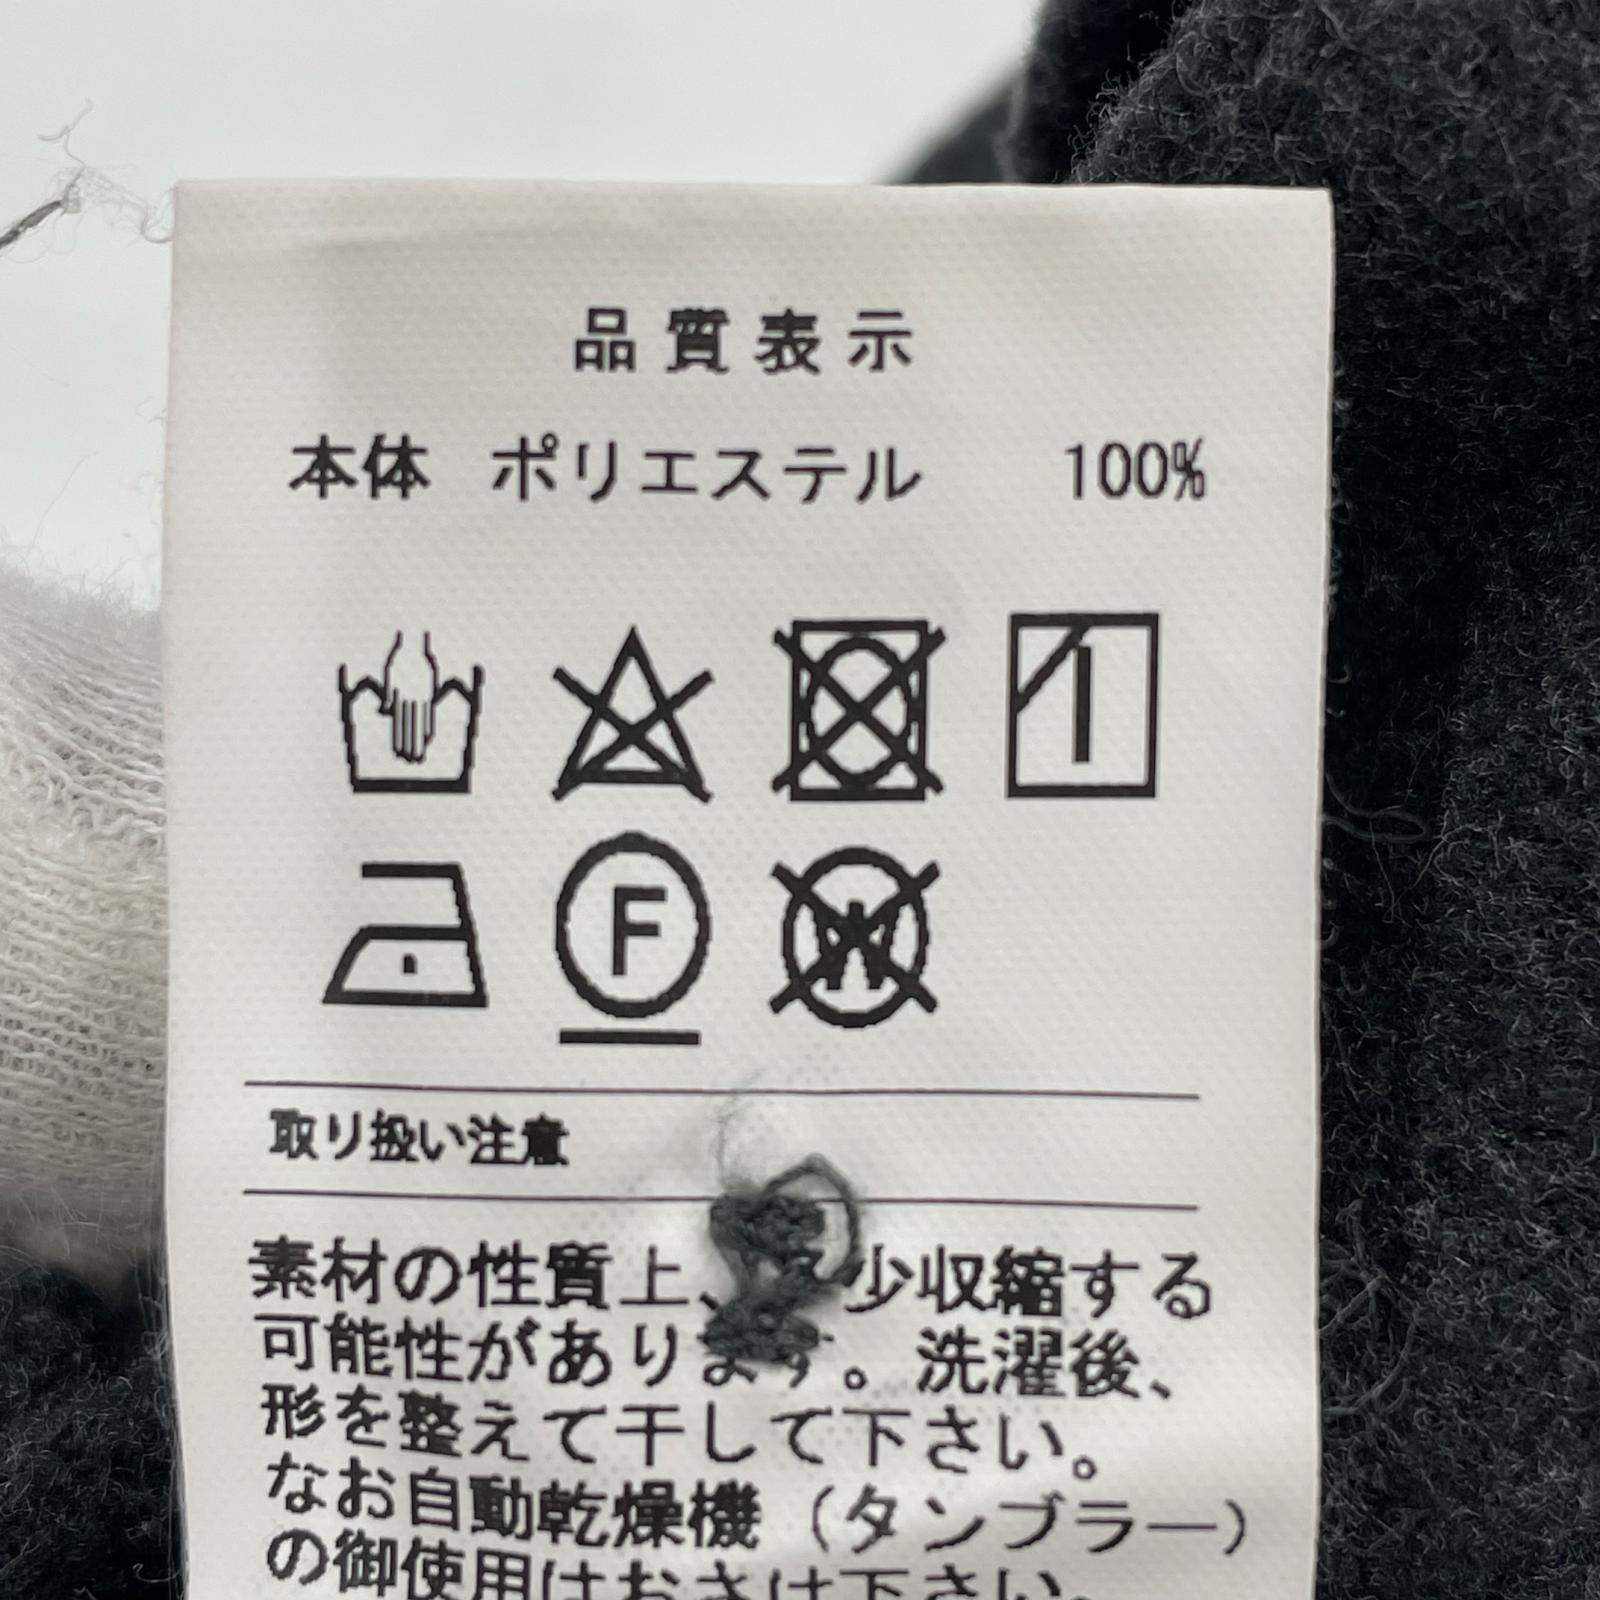 品質表示
本体 ポリエステル 100%
F
W
取り扱い注意
素材の性質上、多少収縮する
可能性があります。洗濯後、
形を整えて干して下さい。
なお自動乾燥機（タンブラー）
の御使用はおさけ下さい。